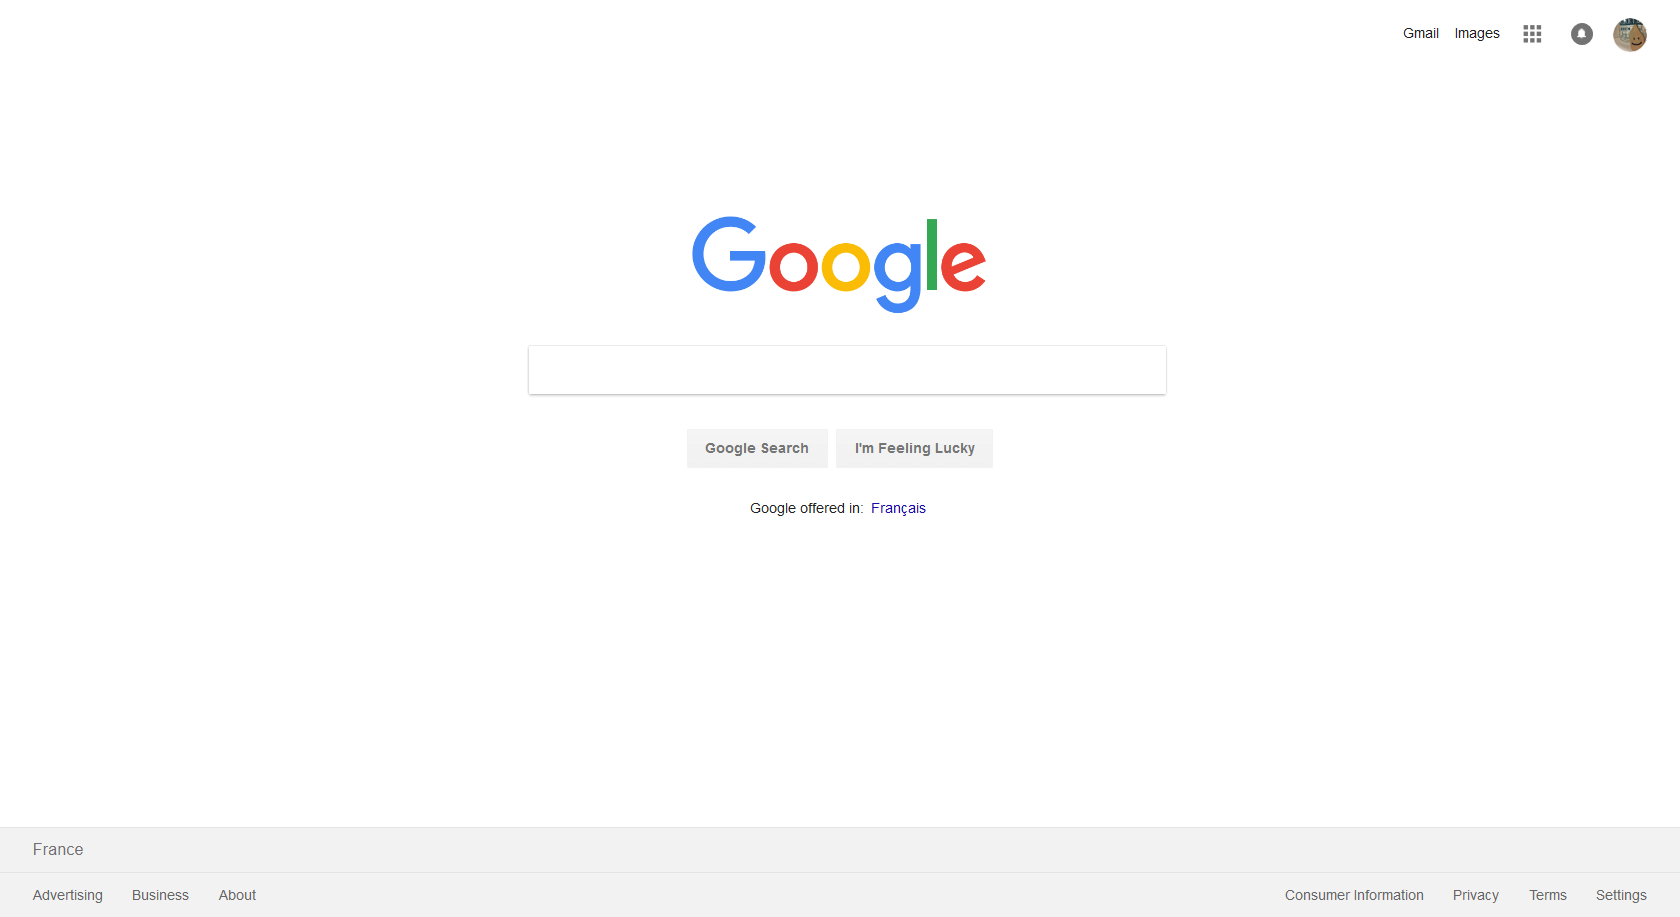 Gmail Images
Google
Google Search I'm Feeling Lucky
Google offered in: Français
France
Advertising Business About Consumer Information Privacy Terms Settings